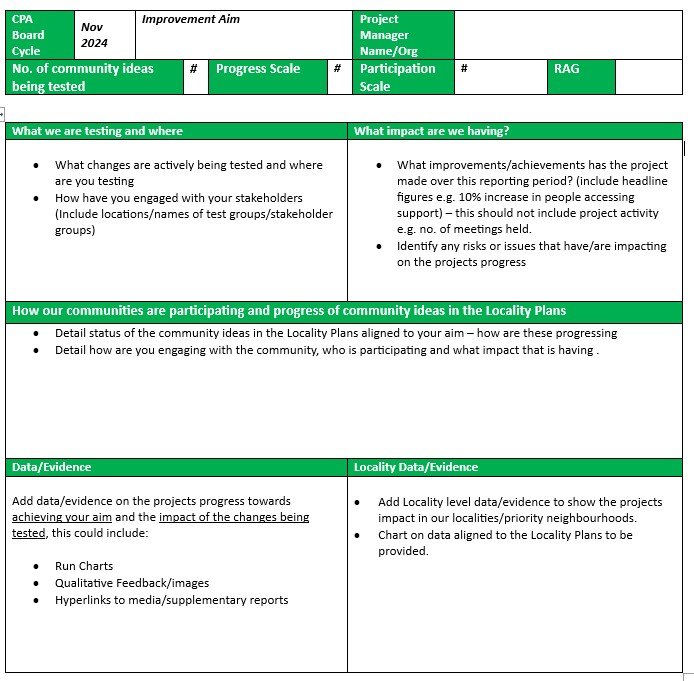 CPA
Board
Cycle
Nov
2024
Improvement Aim
Project
Manager
Name/Org
No. of community ideas
being tested
#
Progress Scale
#
Participation
Scale
#
RAG
What we are testing and where
• What changes are actively being tested and where
are you testing
• How have you engaged with your stakeholders
(Include locations/names of test groups/stakeholder
groups)
What impact are we having?
• What improvements/achievements has the project
made over this reporting period? (include headline
figures e.g. 10% increase in people accessing
support) – this should not include project activity
e.g. no. of meetings held.
• Identify any risks or issues that have/are impacting
on the projects progress
How our communities are participating and progress of community ideas in the Locality Plans
• Detail status of the community ideas in the Locality Plans aligned to your aim – how are these progressing
• Detail how are you engaging with the community, who is participating and what impact that is having .
Data/Evidence
Add data/evidence on the projects progress towards
achieving your aim and the impact of the changes being
tested, this could include:
• Run Charts
• Qualitative Feedback/images
• Hyperlinks to media/supplementary reports
Locality Data/Evidence
• Add Locality level data/evidence to show the projects
impact in our localities/priority neighbourhoods.
• Chart on data aligned to the Locality Plans to be
provided.